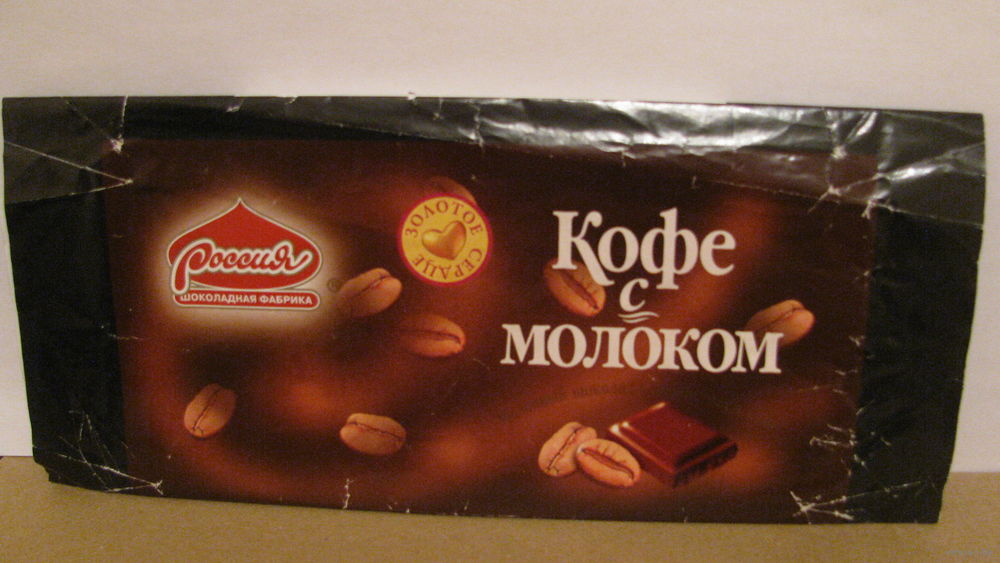 Россия
ШОКОЛАДНАЯ ФАБРИКА
ЗОЛОТОЕ СЕРДЦЕ
Кофе
с
МОЛОКОМ